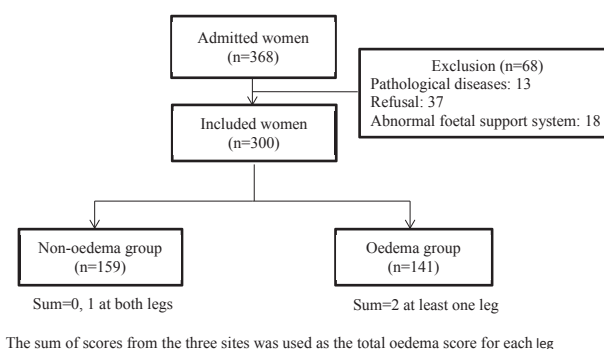 Admitted women
(n=368)
Exclusion (n=68)
Pathological diseases: 13
Refusal: 37
Abnormal foetal support system: 18
Included women
(n=300)
Non-oedema group
(n=159)
Oedema group
(n=141)
Sum=0, 1 at both legs
Sum=2 at least one leg
The sum of scores from the three sites was used as the total oedema score for each leg